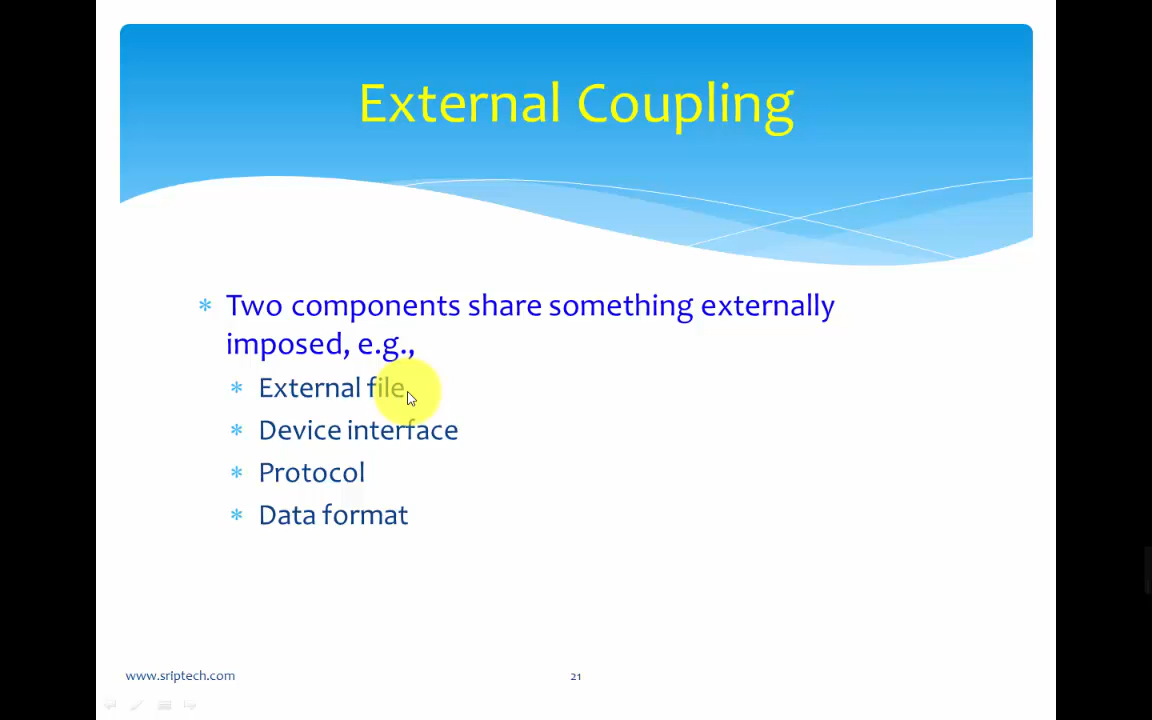 External Coupling
* Two components share something externally
imposed, e.g.,
* External file
* Device interface
* Protocol
* Data format
www.sriptech.com
21